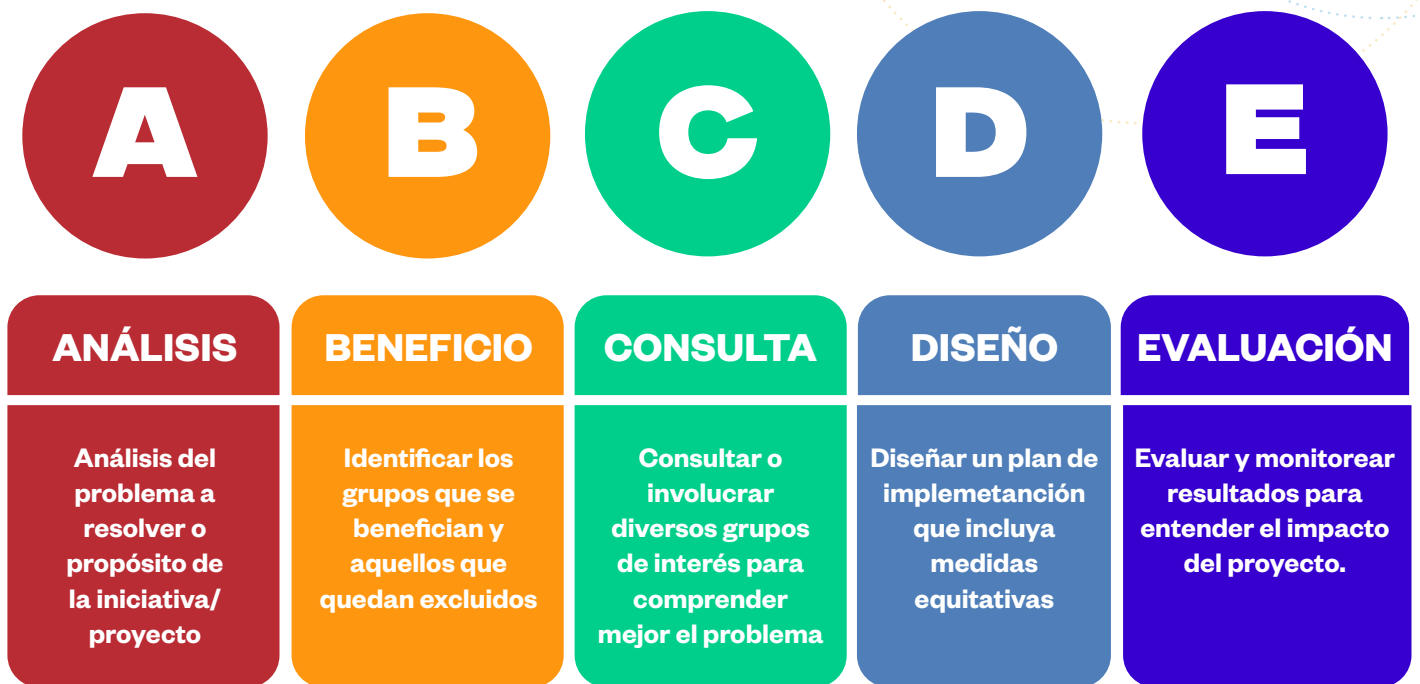 A
B
C
D
E
ANÁLISIS
Análisis del
problema a
resolver o
propósito de
la iniciativa/
proyecto
BENEFICIO
Identificar los
grupos que se
benefician y
aquellos que
quedan excluidos
CONSULTA
Consultar o
involucrar
diversos grupos
de interés para
comprender
mejor el problema
DISEÑO
Diseñar un plan de
implemetanción
que incluya
medidas
equitativas
EVALUACIÓN
Evaluar y monitorear
resultados para
entender el impacto
del proyecto.